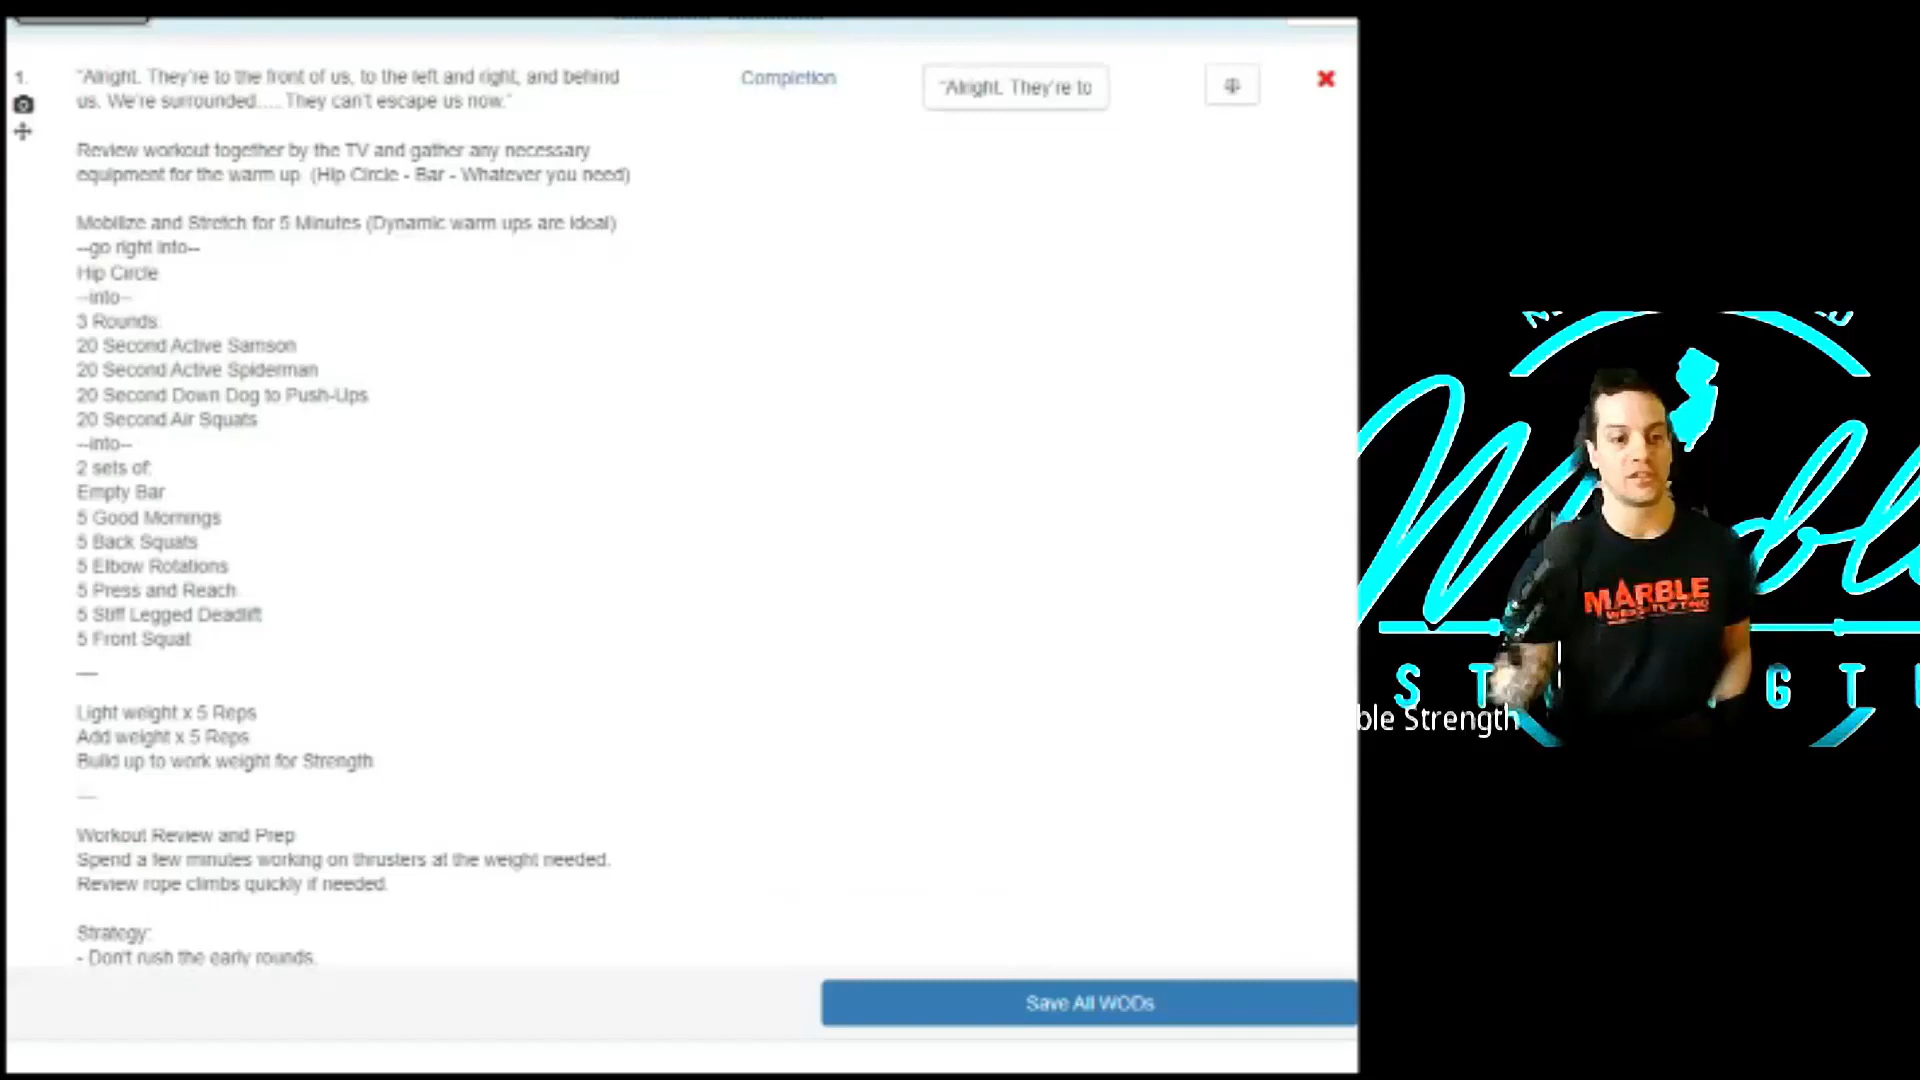 1.
"Alright. They're to the front of us, to the left and right, and behind
us. We're surrounded..... They can't escape us now."
Completion
"Alright. They're to
Review workout together by the TV and gather any necessary
equipment for the warm up. (Hip Circle - Bar - Whatever you need)
Mobilize and Stretch for 5 Minutes (Dynamic warm ups are ideal)
--go right into--
Hip Circle
--into--
3 Rounds:
20 Second Active Samson
20 Second Active Spiderman
20 Second Down Dog to Push-Ups
20 Second Air Squats
--into--
2 sets of:
Empty Bar
5 Good Mornings
5 Back Squats
5 Elbow Rotations
5 Press and Reach
5 Stiff Legged Deadlift
5 Front Squat
Light weight x 5 Reps
Add weight x 5 Reps
Build up to work weight for Strength
Workout Review and Prep
Spend a few minutes working on thrusters at the weight needed.
Review rope climbs quickly if needed.
Strategy:
- Don't rush the early rounds.
Save All WODs
MARBLE
WEIGHTLIFTING
ble Strength